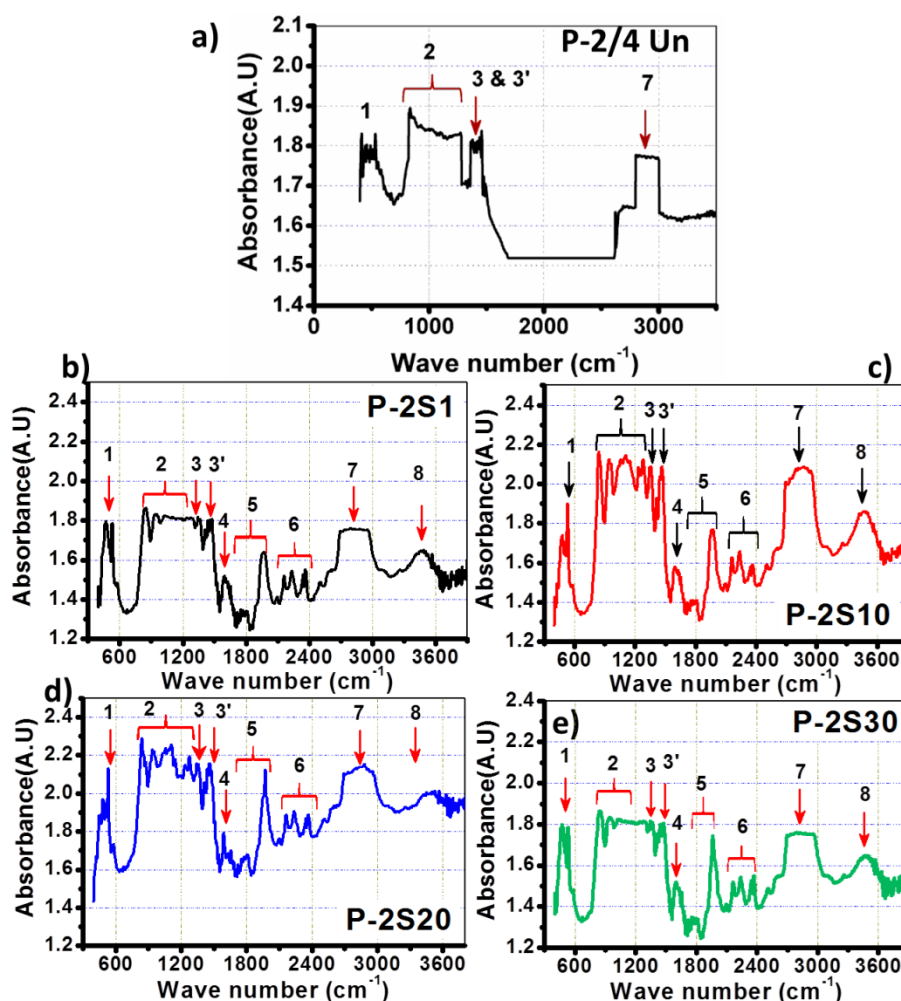 a)
P-2/4 Un
2.1
2.0
1.9
1.8
1.7
1.6
1.5
1.4
Absorbance(A.U)
1
2
3 & 3'
7
0 1000 2000 3000
Wave number (cm-1)
b)
P-2S1
2.4
2.2
2.0
1.8
1.6
1.4
1.2
Absorbance(A.U)
1 2 3 3' 4 5 6 7 8
600 1200 1800 2400 3000 3600
Wave number (cm-1)
c)
P-2S10
2.4
2.2
2.0
1.8
1.6
1.4
1.2
Absorbance(A.U)
1 2 3 3' 4 5 6 7 8
600 1200 1800 2400 3000 3600
Wave number (cm-1)
d)
P-2S20
2.4
2.2
2.0
1.8
1.6
1.4
1.2
Absorbance(A.U)
1 2 3 3' 4 5 6 7 8
600 1200 1800 2400 3000 3600
Wave number (cm-1)
e)
P-2S30
2.4
2.2
2.0
1.8
1.6
1.4
1.2
Absorbance(A.U)
1 2 3 3' 4 5 6 7 8
600 1200 1800 2400 3000 3600
Wave number (cm-1)